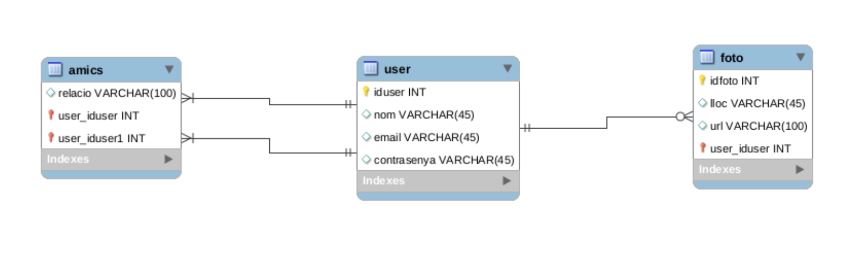 amics
relacio VARCHAR(100)
user_iduser INT
user_iduser1 INT
Indexes
user
iduser INT
nom VARCHAR(45)
email VARCHAR(45)
contrasenya VARCHAR(45)
Indexes
foto
idfoto INT
lloc VARCHAR(45)
url VARCHAR(100)
user_iduser INT
Indexes